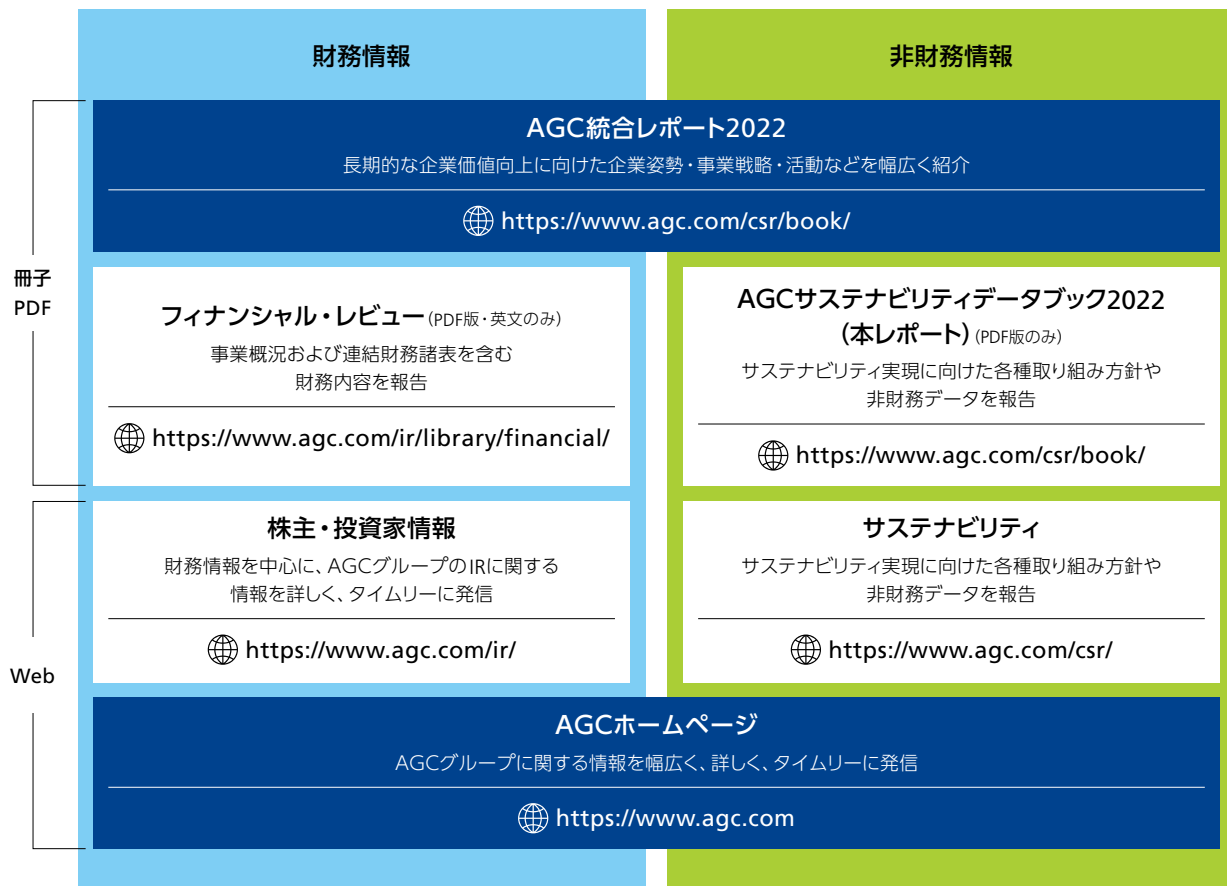 財務情報
非財務情報
冊子
PDF
AGC統合レポート2022
長期的な企業価値向上に向けた企業姿勢・事業戦略・活動などを幅広く紹介
https://www.agc.com/csr/book/
フィナンシャル・レビュー(PDF版・英文のみ)
事業概況および連結財務諸表を含む
財務内容を報告
https://www.agc.com/ir/library/financial/
AGCサステナビリティデータブック2022
(本レポート)(PDF版のみ)
サステナビリティ実現に向けた各種取り組み方針や
非財務データを報告
https://www.agc.com/csr/book/
Web
株主・投資家情報
財務情報を中心に、AGCグループのIRに関する
情報を詳しく、タイムリーに発信
https://www.agc.com/ir/
サステナビリティ
サステナビリティ実現に向けた各種取り組み方針や
非財務データを報告
https://www.agc.com/csr/
AGCホームページ
AGCグループに関する情報を幅広く、詳しく、タイムリーに発信
https://www.agc.com